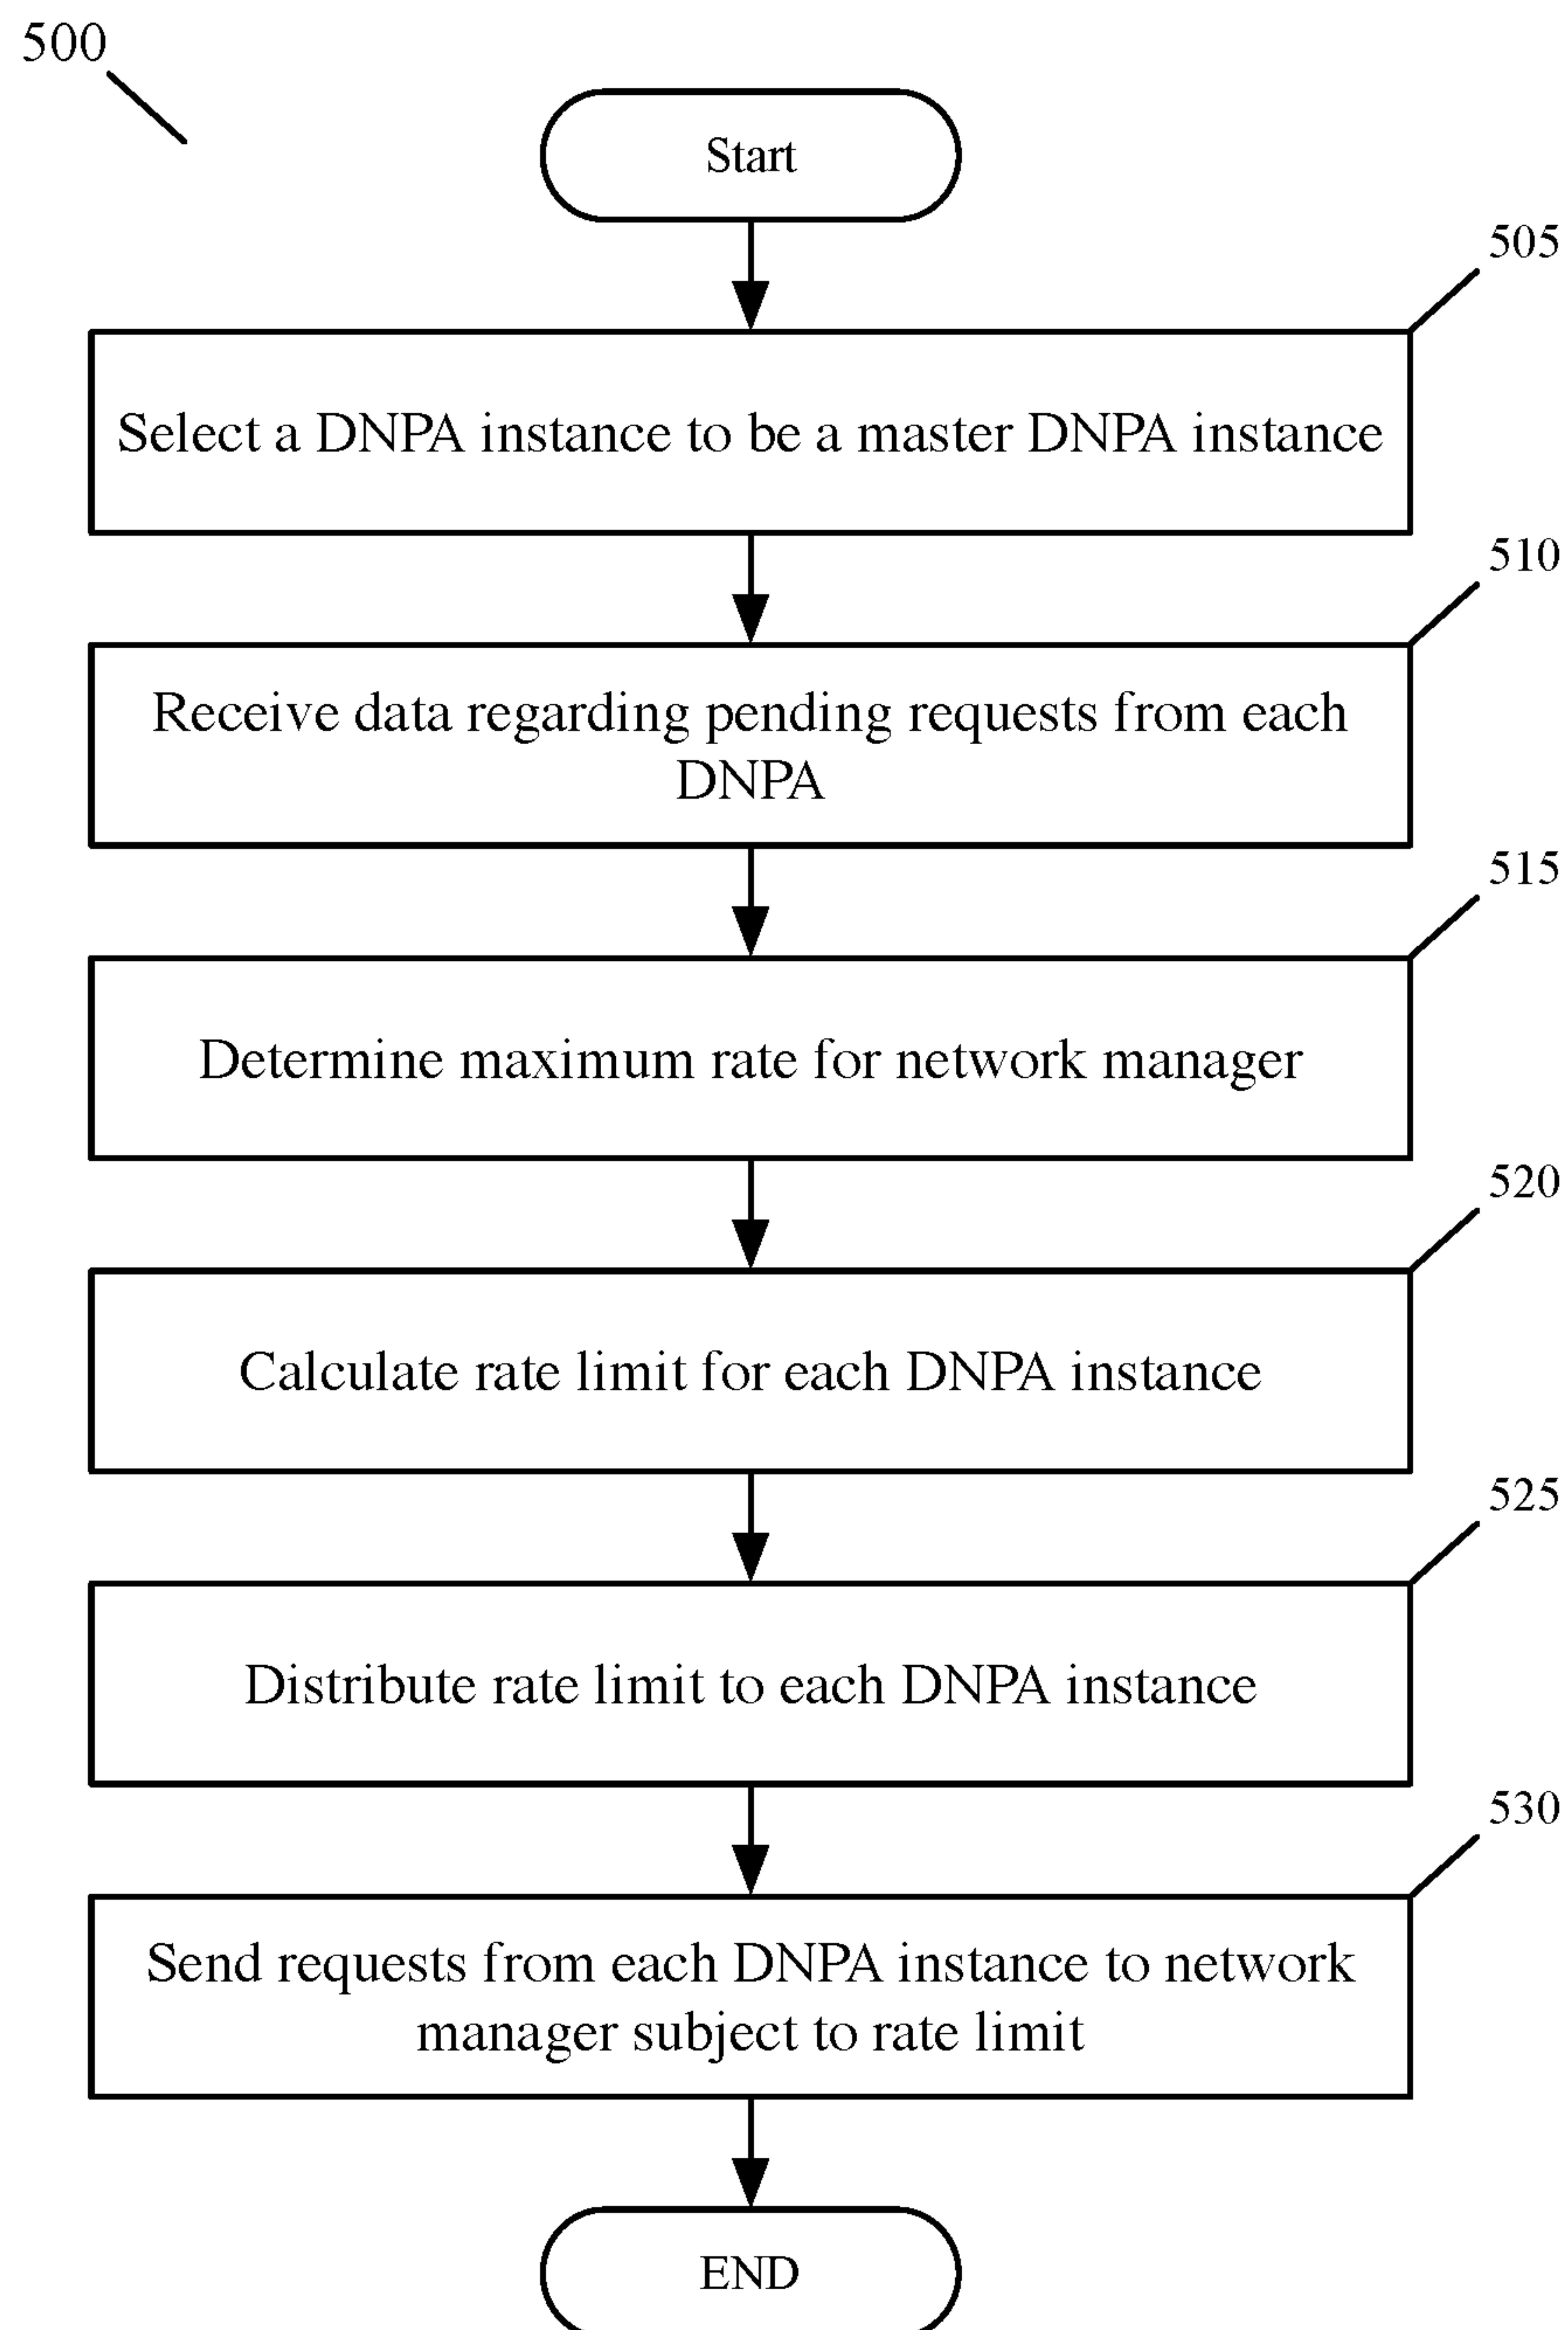 500
Start
505
Select a DNPA instance to be a master DNPA instance
510
Receive data regarding pending requests from each
DNPA
515
Determine maximum rate for network manager
520
Calculate rate limit for each DNPA instance
525
Distribute rate limit to each DNPA instance
530
Send requests from each DNPA instance to network
manager subject to rate limit
END